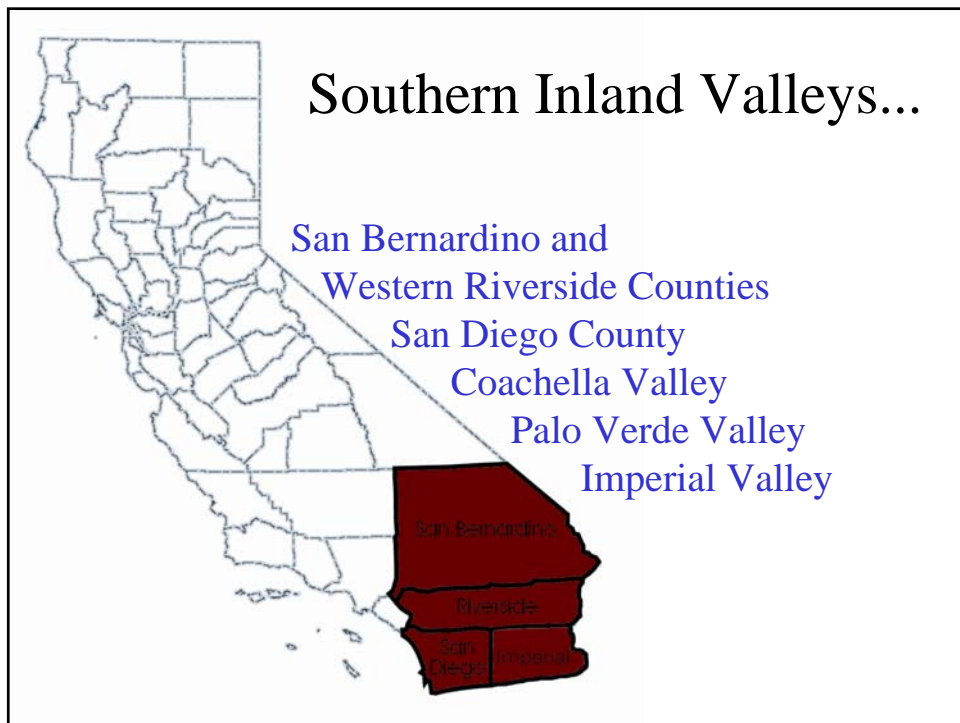 Southern Inland Valleys...
San Bernardino and
Western Riverside Counties
San Diego County
Coachella Valley
Palo Verde Valley
Imperial Valley
San Bernardino
Riverside
San
Diego
Imperial